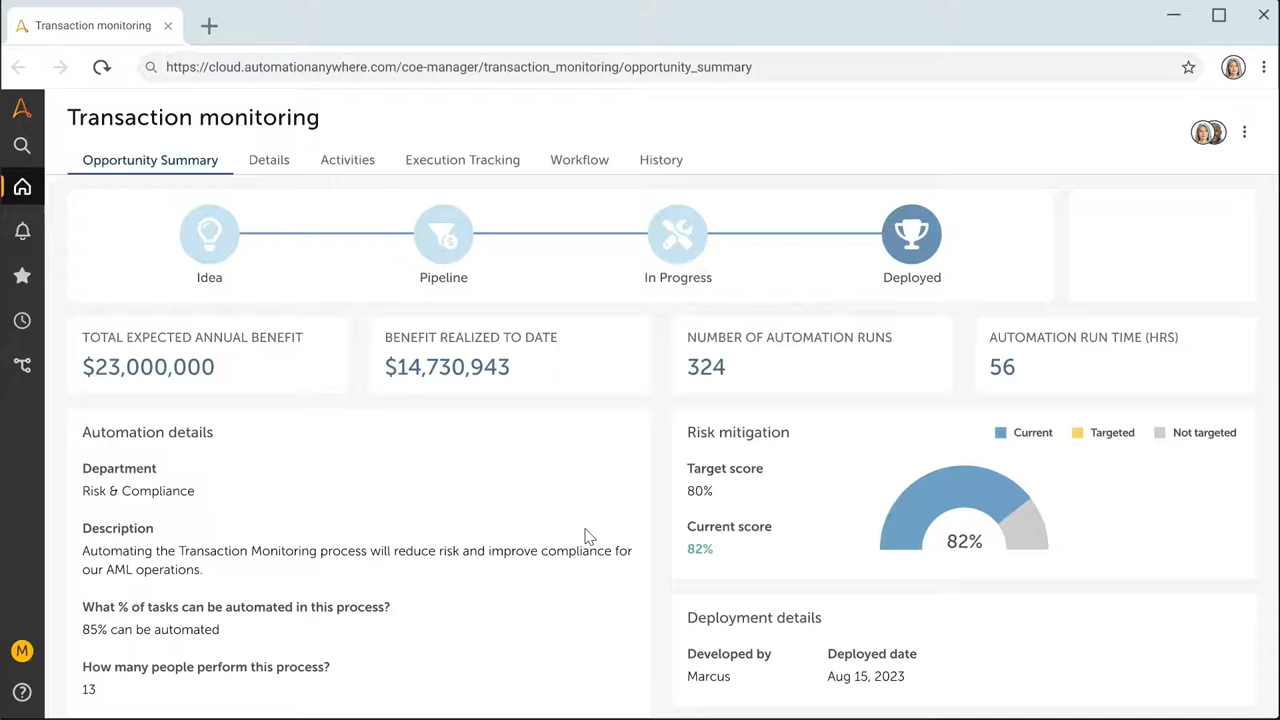 Transaction monitoring
https://cloud.automationanywhere.com/coe-manager/transaction_monitoring/opportunity_summary
Transaction monitoring
Opportunity Summary Details Activities Execution Tracking Workflow History
Idea Pipeline In Progress Deployed
TOTAL EXPECTED ANNUAL BENEFIT
$23,000,000
BENEFIT REALIZED TO DATE
$14,730,943
NUMBER OF AUTOMATION RUNS
324
AUTOMATION RUN TIME (HRS)
56
Automation details
Department
Risk & Compliance
Description
Automating the Transaction Monitoring process will reduce risk and improve compliance for
our AML operations.
What % of tasks can be automated in this process?
85% can be automated
How many people perform this process?
13
Risk mitigation
Current Targeted Not targeted
Target score
80%
Current score
82%
82%
Deployment details
Developed by
Marcus
Deployed date
Aug 15, 2023
M